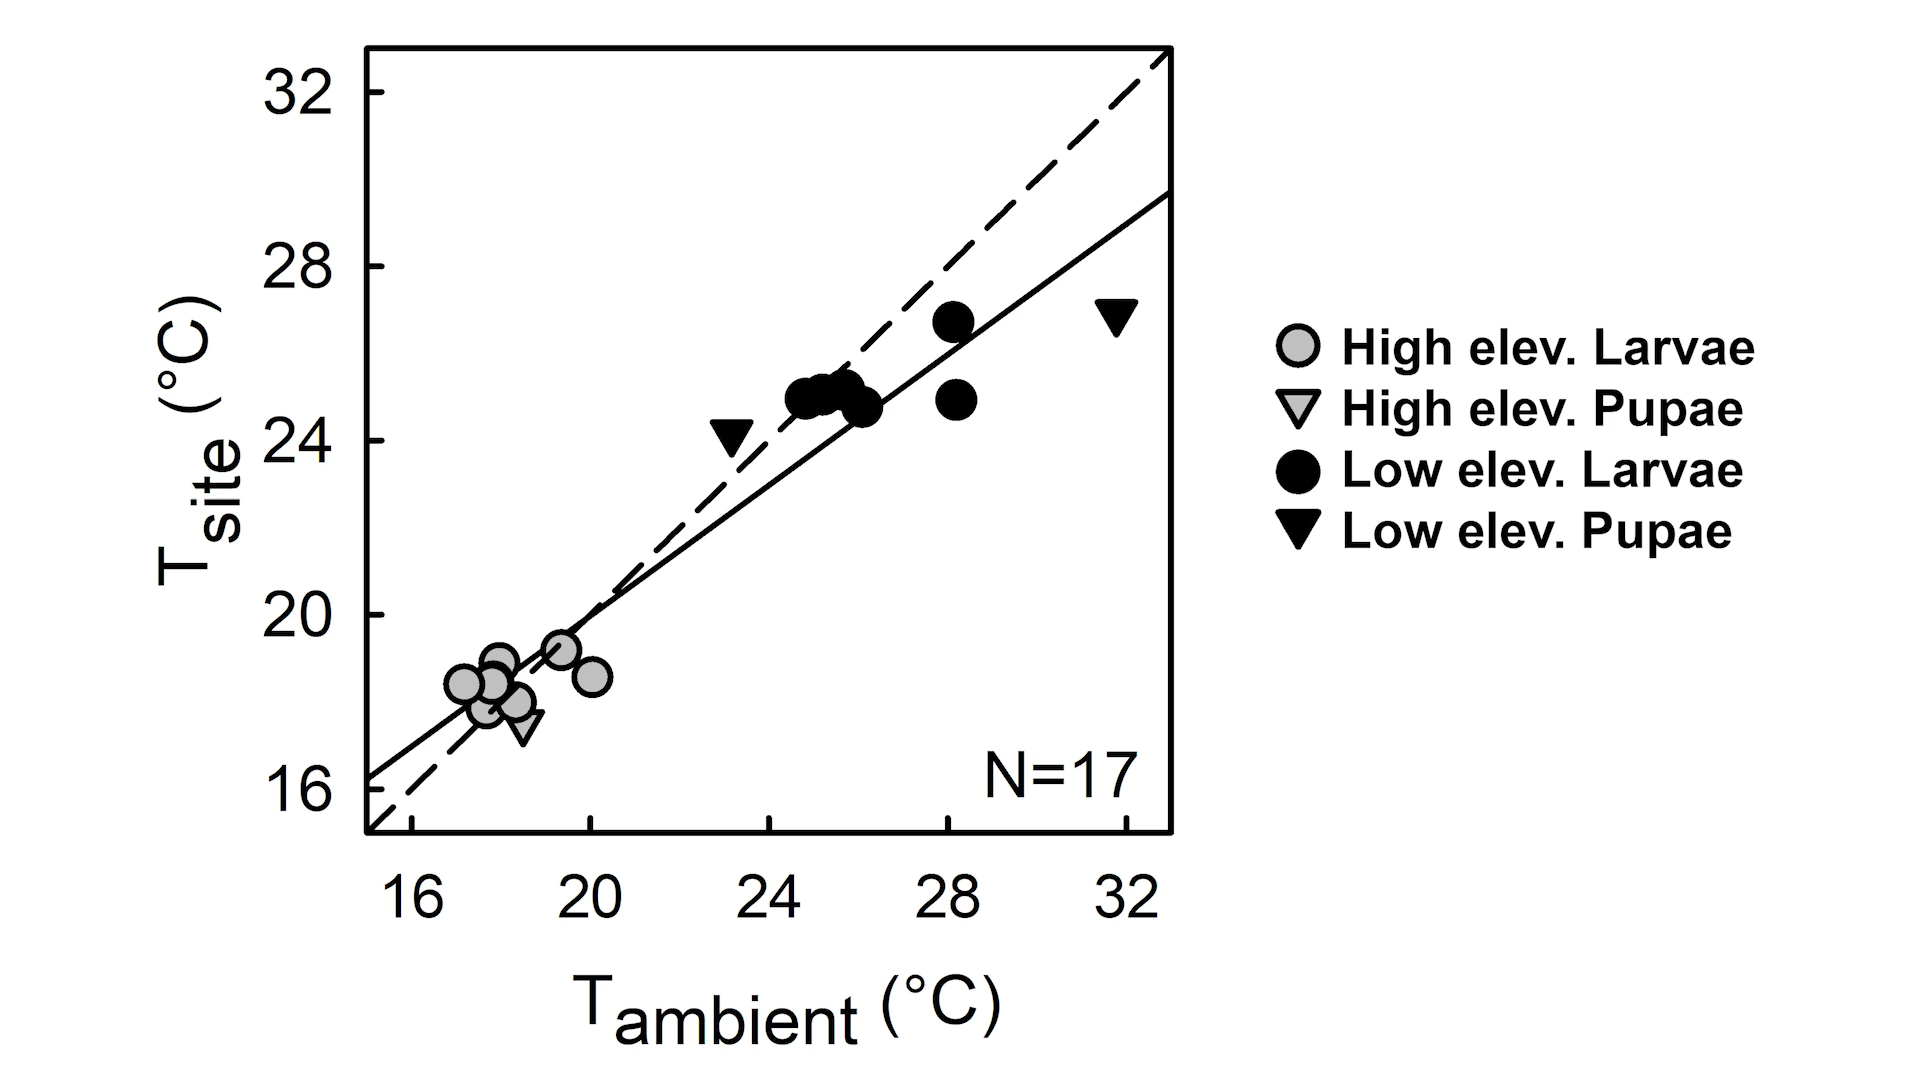 32
28
24
20
16
T_site (°C)
N=17
16 20 24 28 32
T_ambient (°C)
High elev. Larvae
High elev. Pupae
Low elev. Larvae
Low elev. Pupae